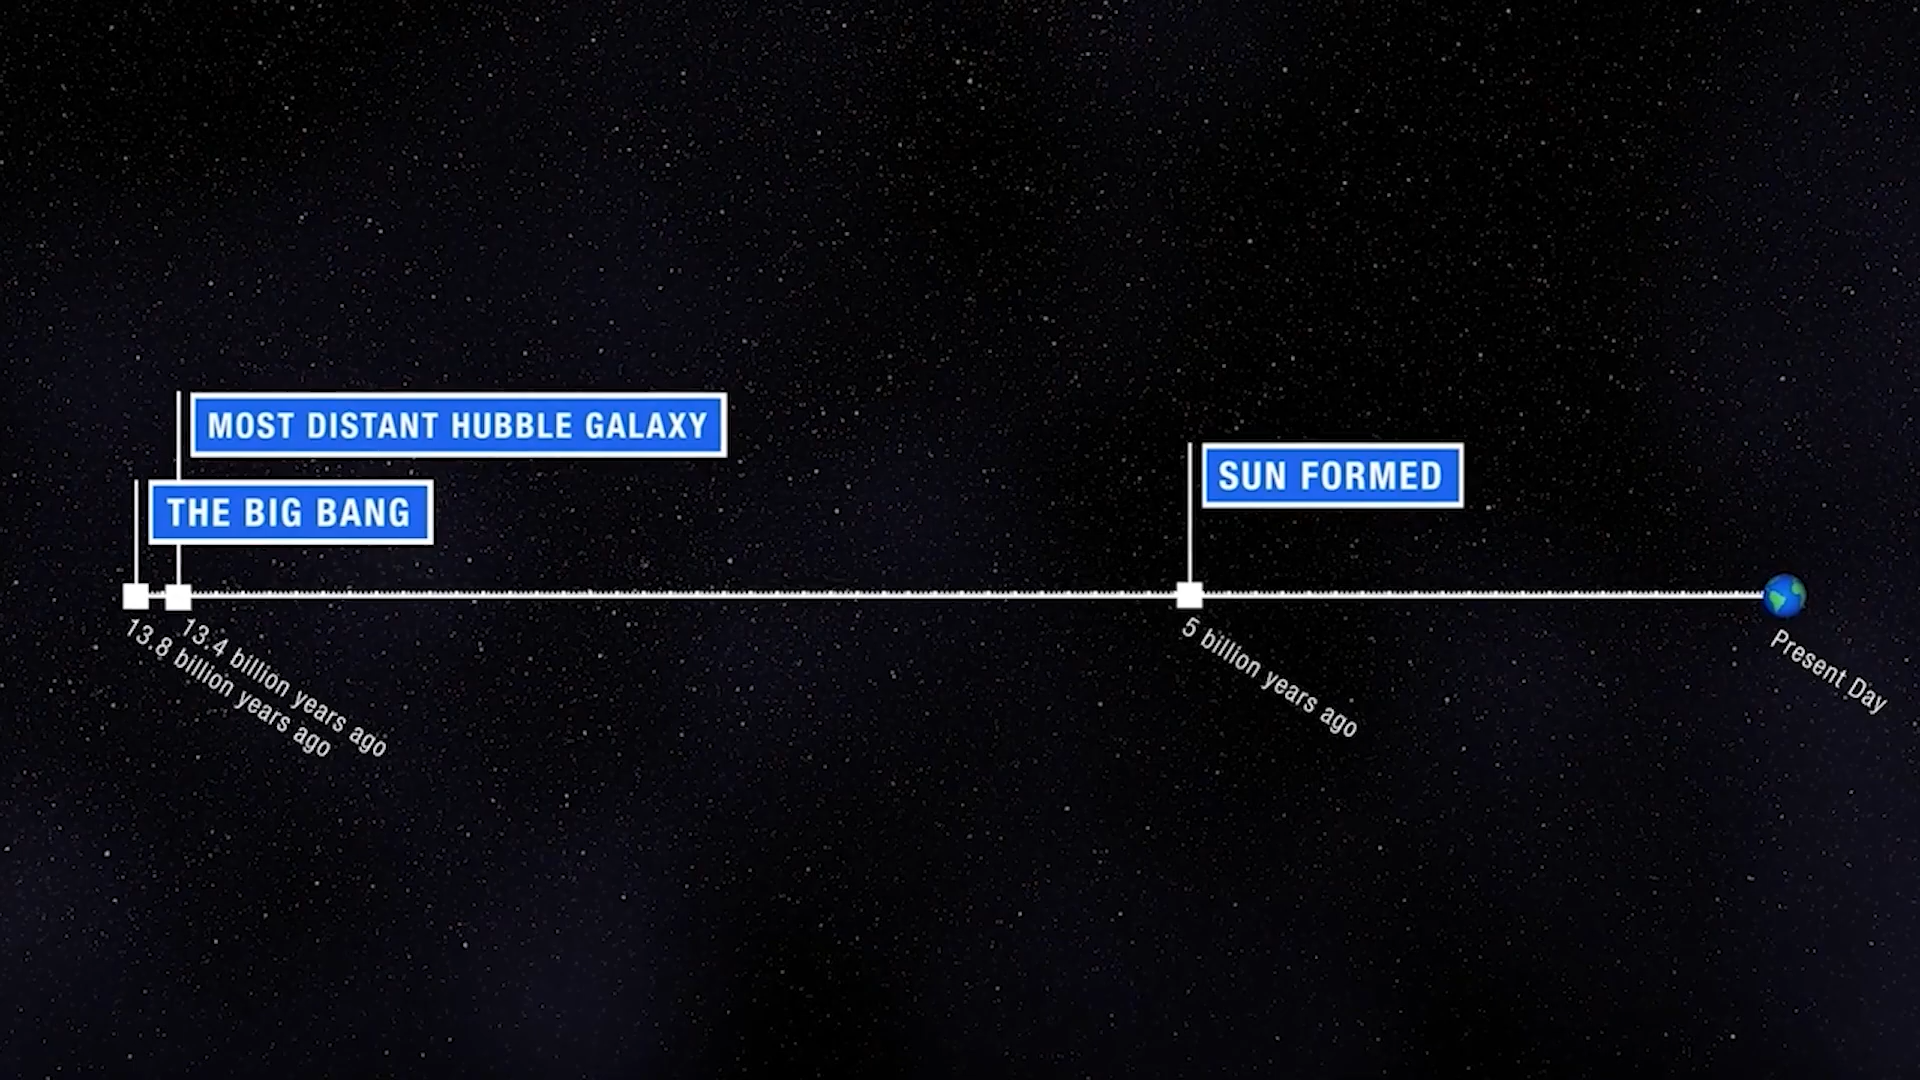 MOST DISTANT HUBBLE GALAXY
THE BIG BANG
SUN FORMED
13.8 billion years ago
13.4 billion years ago
5 billion years ago
Present Day